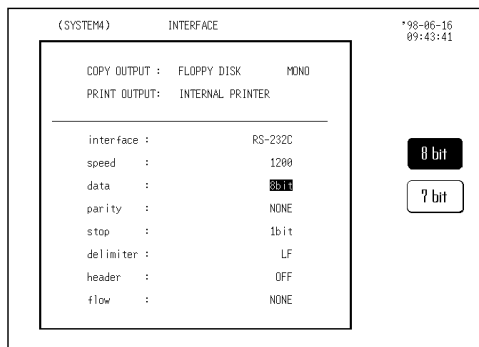 (SYSTEM4) INTERFACE '98-06-16
09:43:41
COPY OUTPUT : FLOPPY DISK MONO
PRINT OUTPUT: INTERNAL PRINTER
interface : RS-232C
speed : 1200
data : 8bit
parity : NONE
stop : 1bit
delimiter : LF
header : OFF
flow : NONE
8 bit
7 bit